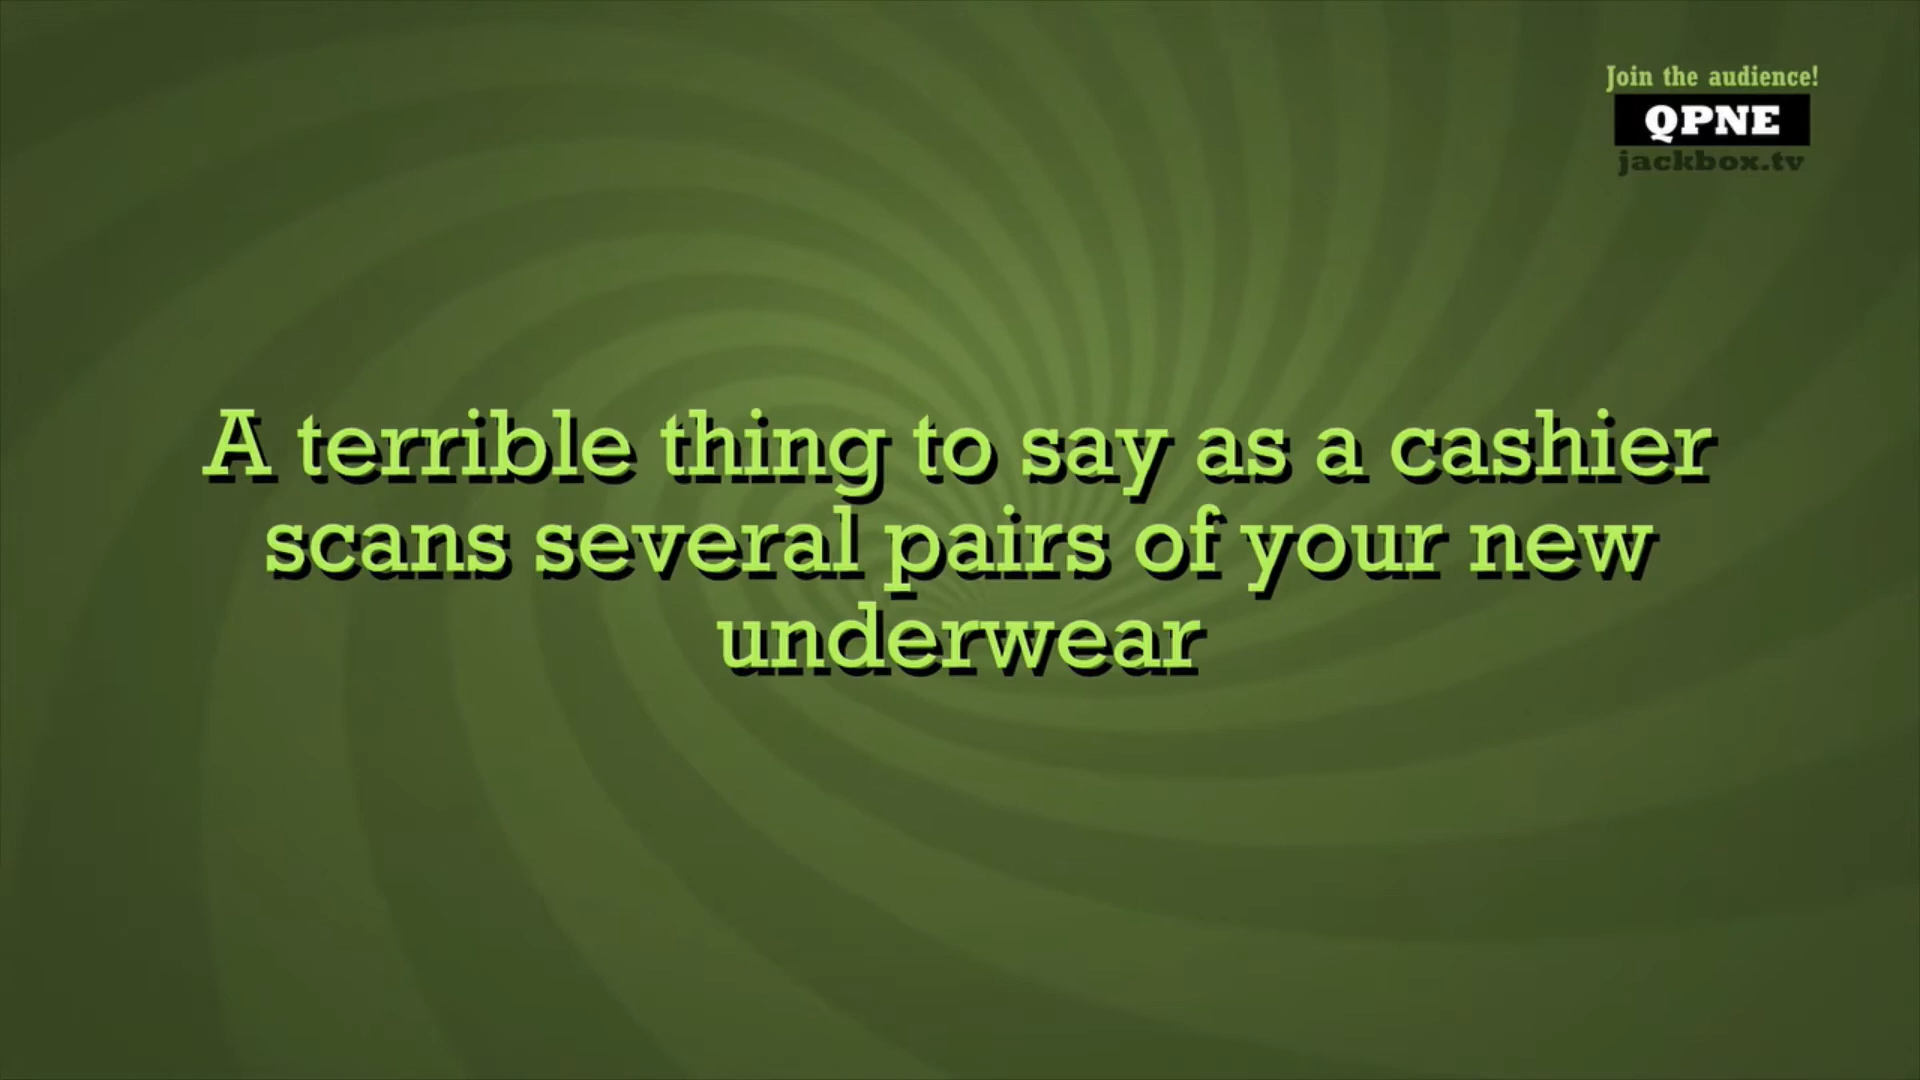 Join the audience!
QPNE
jackbox.tv
A terrible thing to say as a cashier
scans several pairs of your new
underwear